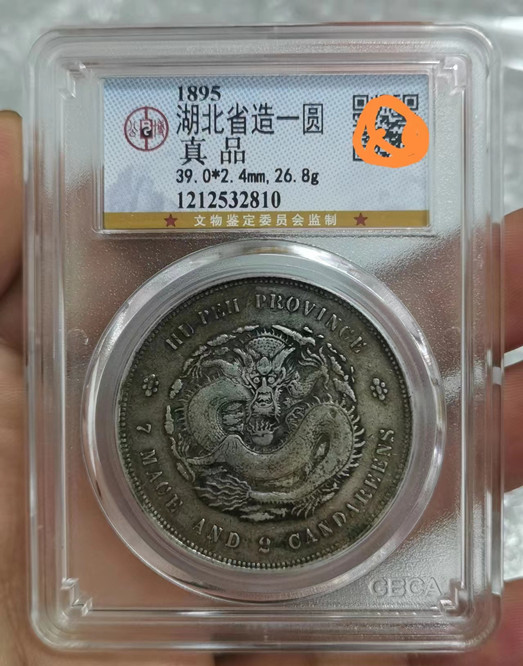 1895
湖北省造一圆
真品
39.0*2.4mm,26.8g
1212532810
★ 文物鉴定委员会监制 ★
HU-PEH PROVINCE
7 MACE AND 2 CANDAREENS
GBCA